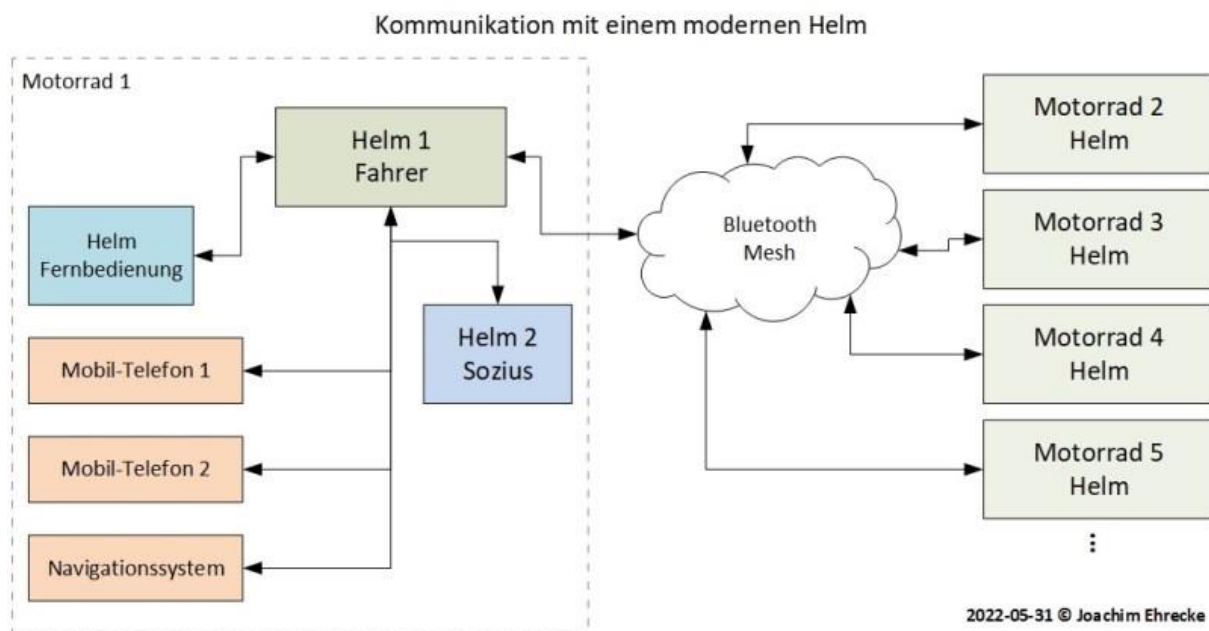 Kommunikation mit einem modernen Helm
Motorrad 1
Helm 1
Fahrer
Helm
Fernbedienung
Helm 2
Sozius
Mobil-Telefon 1
Mobil-Telefon 2
Navigationssystem
Bluetooth
Mesh
Motorrad 2
Helm
Motorrad 3
Helm
Motorrad 4
Helm
Motorrad 5
Helm
...
2022-05-31 © Joachim Ehrecke